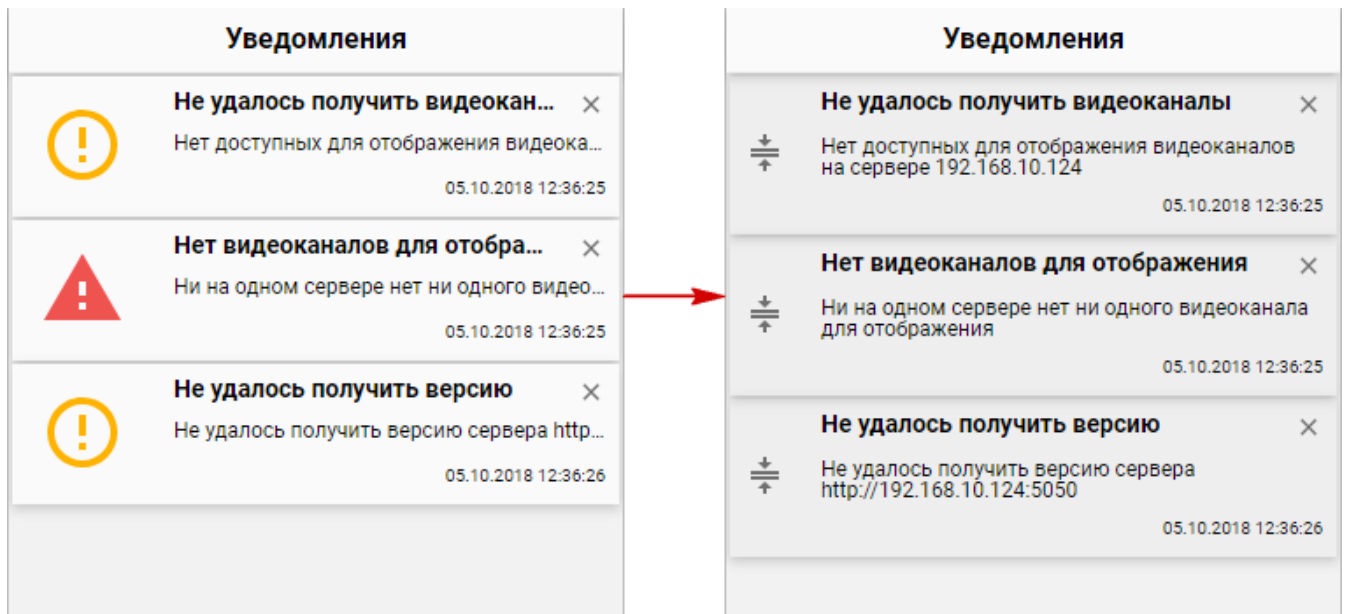 Уведомления
Не удалось получить видеокан...
Нет доступных для отображения видеока...
05.10.2018 12:36:25
Нет видеоканалов для отобра...
Ни на одном сервере нет ни одного видео...
05.10.2018 12:36:25
Не удалось получить версию
Не удалось получить версию сервера http...
05.10.2018 12:36:26
Уведомления
Не удалось получить видеоканалы
Нет доступных для отображения видеоканалов
на сервере 192.168.10.124
05.10.2018 12:36:25
Нет видеоканалов для отображения
Ни на одном сервере нет ни одного видеоканала
для отображения
05.10.2018 12:36:25
Не удалось получить версию
Не удалось получить версию сервера
http://192.168.10.124:5050
05.10.2018 12:36:26